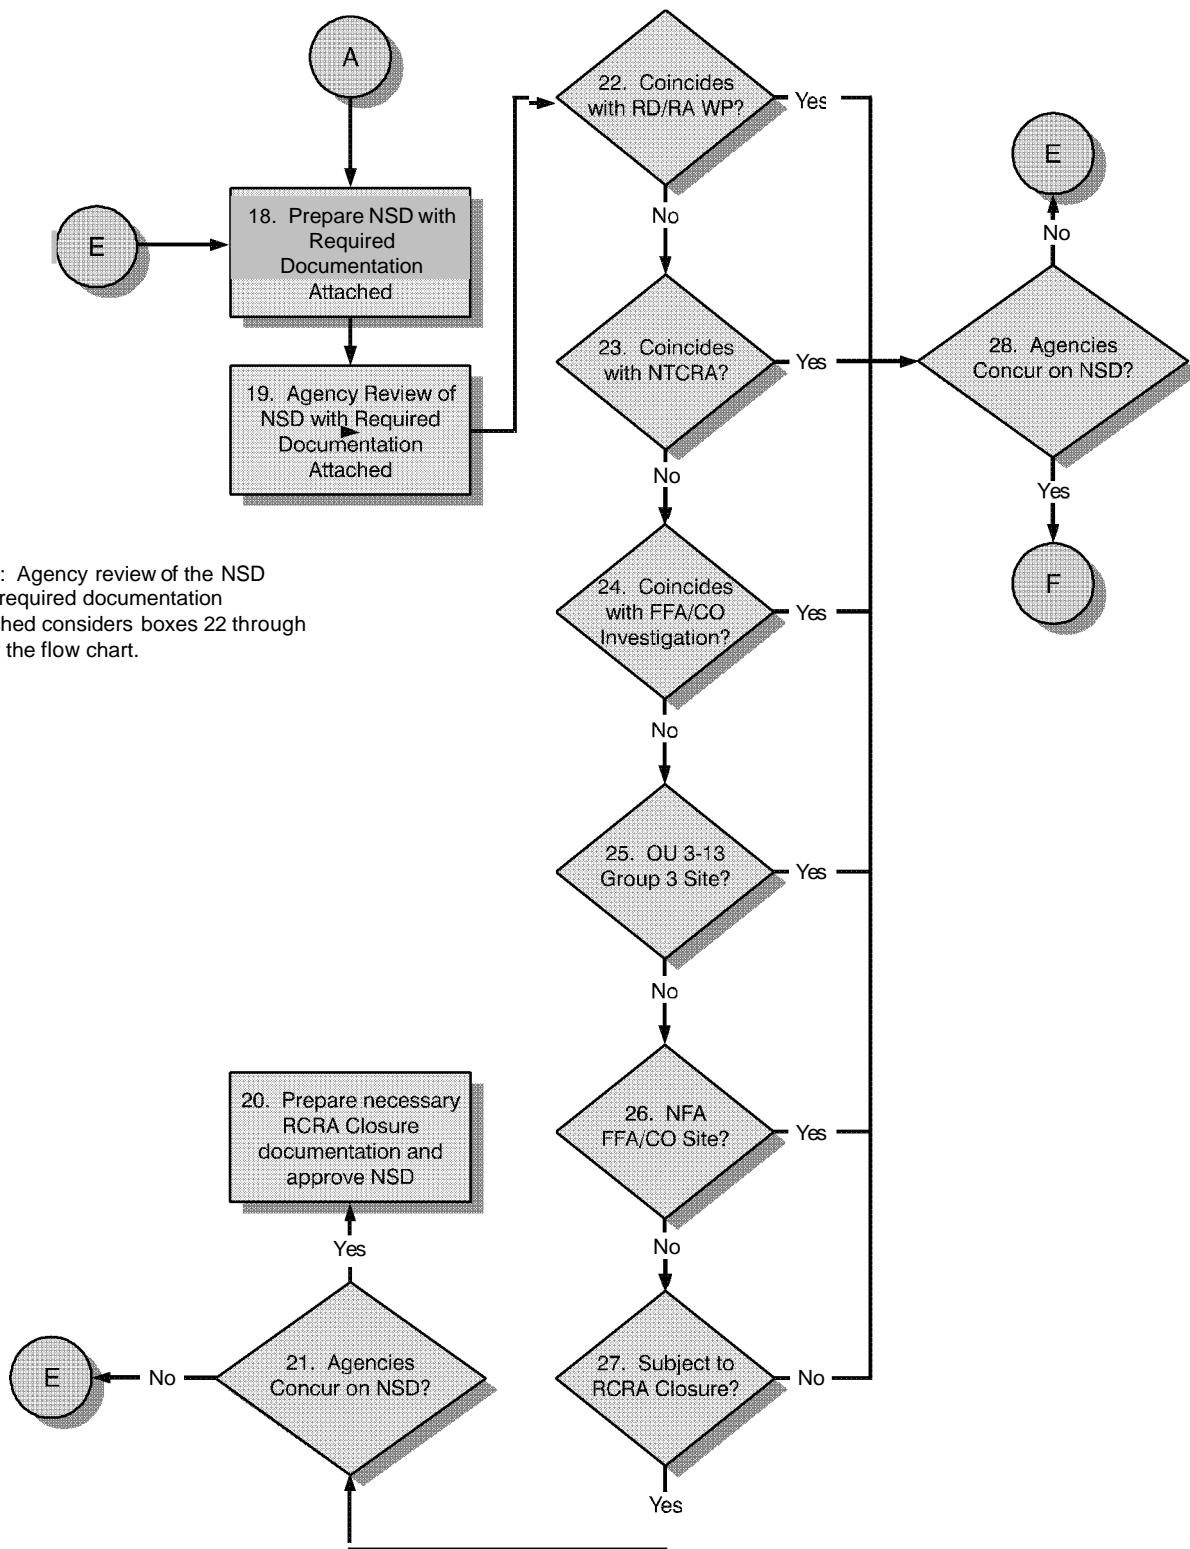 A
E
18. Prepare NSD with
Required
Documentation
Attached
19. Agency Review of
NSD with Required
Documentation
Attached
: Agency review of the NSD
required documentation
hed considers boxes 22 through
the flow chart.
22. Coincides
with RD/RA WP?
Yes
No
23. Coincides
with NTCRA?
Yes
No
24. Coincides
with FFA/CO
Investigation?
Yes
No
25. OU 3-13
Group 3 Site?
Yes
No
26. NFA
FFA/CO Site?
Yes
No
27. Subject to
RCRA Closure?
No
Yes
E
No
28. Agencies
Concur on NSD?
Yes
F
20. Prepare necessary
RCRA Closure
documentation and
approve NSD
Yes
21. Agencies
Concur on NSD?
No
E